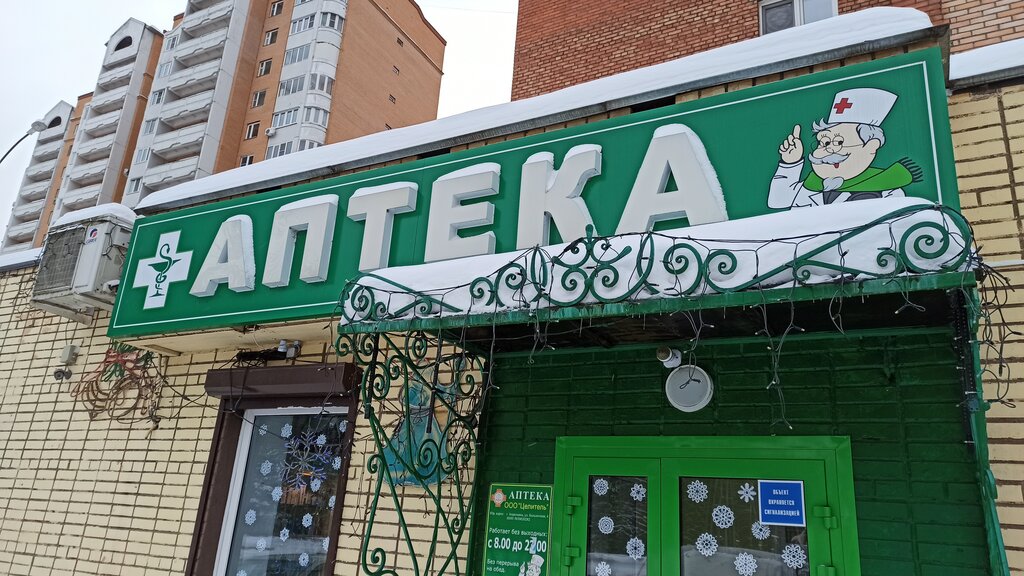 АПТЕКА
АПТЕКА
ООО"Целитель"
Работает без выходных:
с 8.00 до 22.00
Без перерыва
на обед.
ОБЪЕКТ
ОХРАНЯЕТСЯ
СИГНАЛИЗАЦИЕЙ